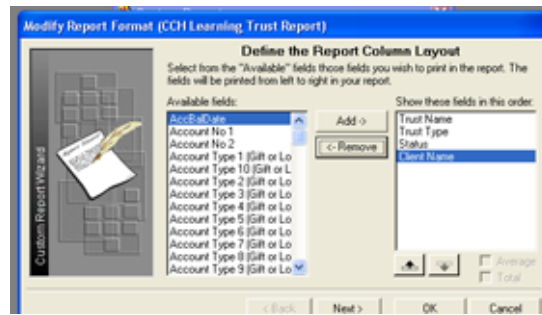 Modify Report Format (CCH Learning Trust Report)
Define the Report Column Layout
Select from the "Available" fields those fields you wish to print in the report. The
fields will be printed from left to right in your report.
Available fields:
AccBalDate
Account No 1
Account No 2
Account Type 1 (Gift or Lo
Account Type 10 (Gift or L
Account Type 2 (Gift or Lo
Account Type 3 (Gift or Lo
Account Type 4 (Gift or Lo
Account Type 5 (Gift or Lo
Account Type 6 (Gift or Lo
Account Type 7 (Gift or Lo
Account Type 8 (Gift or Lo
Account Type 9 (Gift or Lo
Add ->
<- Remove
Show these fields in this order:
Trust Name
Trust Type
Status
Client Name
Average
Total
Custom Report Wizard
< Back
Next >
OK
Cancel